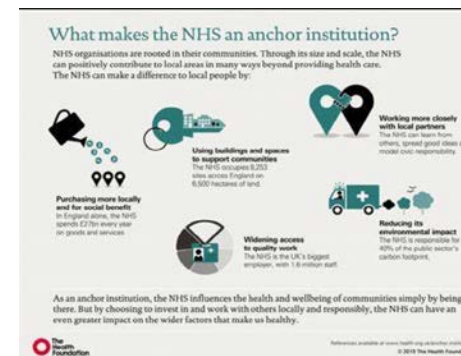 What makes the NHS an anchor institution?
NHS organisations are rooted in their communities. Through its size and scale, the NHS
can positively contribute to local areas in many ways beyond providing health care.
The NHS can make a difference to local people by:
Working more closely
with local partners
The NHS can learn from
others, spread good ideas
model civic responsibility.
Using buildings and spaces
to support communities
The NHS occupies 8,253
sites across England on
6,500 hectares of land.
Purchasing more locally
and for social benefit
In England alone, the NHS
spends £27bn every year
on goods and services
Reducing its
environmental impact
The NHS is responsible for
40% of the public sector's
carbon footprint.
Widening access
to quality work
The NHS is the UK's biggest
employer, with 1.6 million staff.
As an anchor institution, the NHS influences the health and wellbeing of communities simply by being
there. But by choosing to invest in and work with others locally and responsibly, the NHS can have an
even greater impact on the wider factors that make us healthy.
The
Health
Foundation
References available at www.health.org.uk/anchor
© 2019 The Health